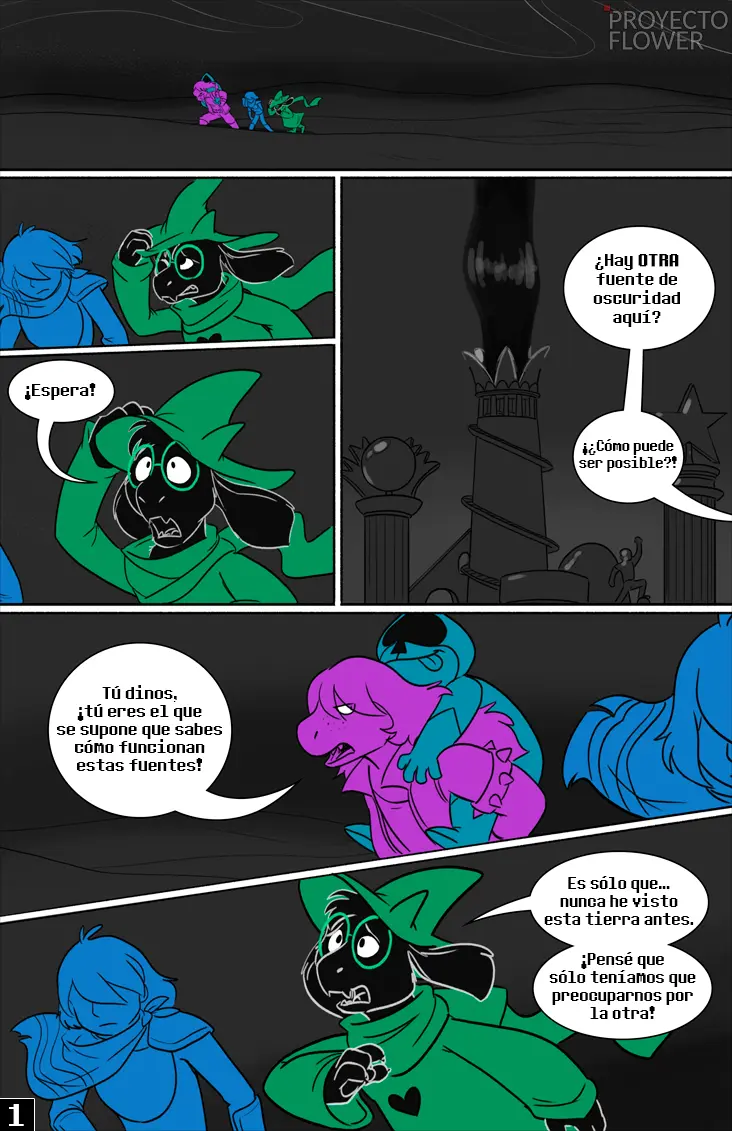 PROYECTO
FLOWER
¡Espera!
¿Hay OTRA
fuente de
oscuridad
aquí?
¡¿Cómo puede
ser posible?!
Tú dinos,
¡tú eres el que
se supone que sabes
cómo funcionan
estas fuentes!
Es sólo que...
nunca he visto
esta tierra antes.
¡Pensé que
sólo teníamos que
preocuparnos por
la otra!
1